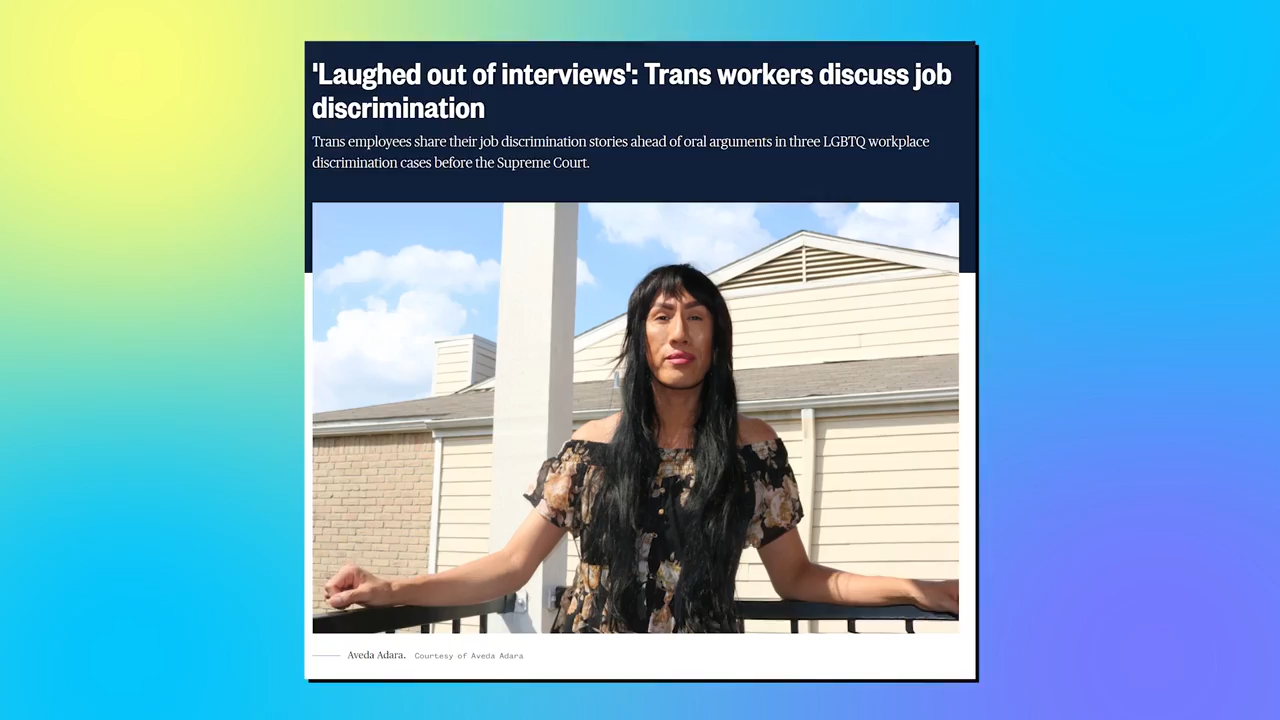 'Laughed out of interviews': Trans workers discuss job
discrimination
Trans employees share their job discrimination stories ahead of oral arguments in three LGBTQ workplace
discrimination cases before the Supreme Court.
Aveda Adara. Courtesy of Aveda Adara